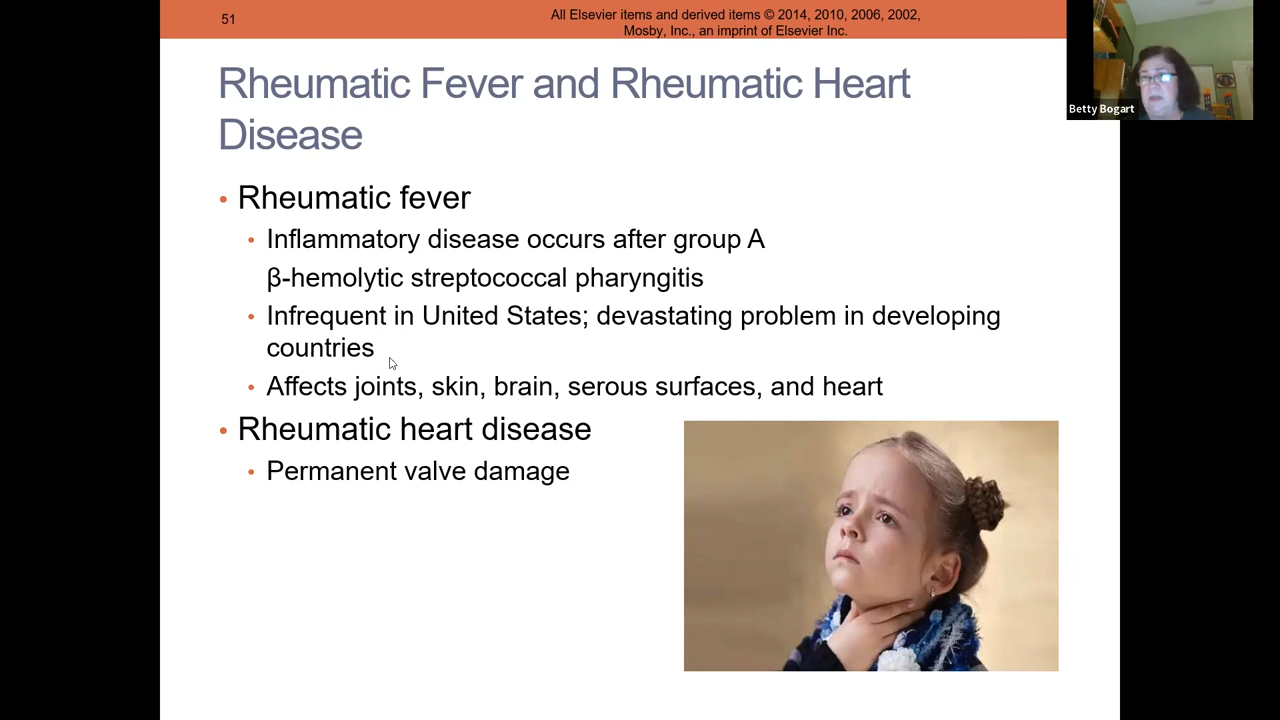 51
All Elsevier items and derived items © 2014, 2010, 2006, 2002,
Mosby, Inc., an imprint of Elsevier Inc.
Betty Bogart
Rheumatic Fever and Rheumatic Heart
Disease
• Rheumatic fever
• Inflammatory disease occurs after group A
β-hemolytic streptococcal pharyngitis
• Infrequent in United States; devastating problem in developing
countries
• Affects joints, skin, brain, serous surfaces, and heart
• Rheumatic heart disease
• Permanent valve damage